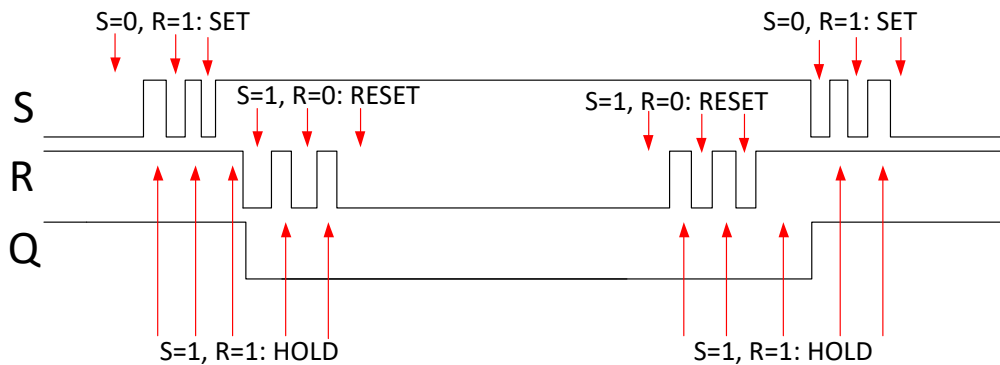 S=0, R=1: SET
S=0, R=1: SET
S
S=1, R=0: RESET
S=1, R=0: RESET
R
Q
S=1, R=1: HOLD
S=1, R=1: HOLD